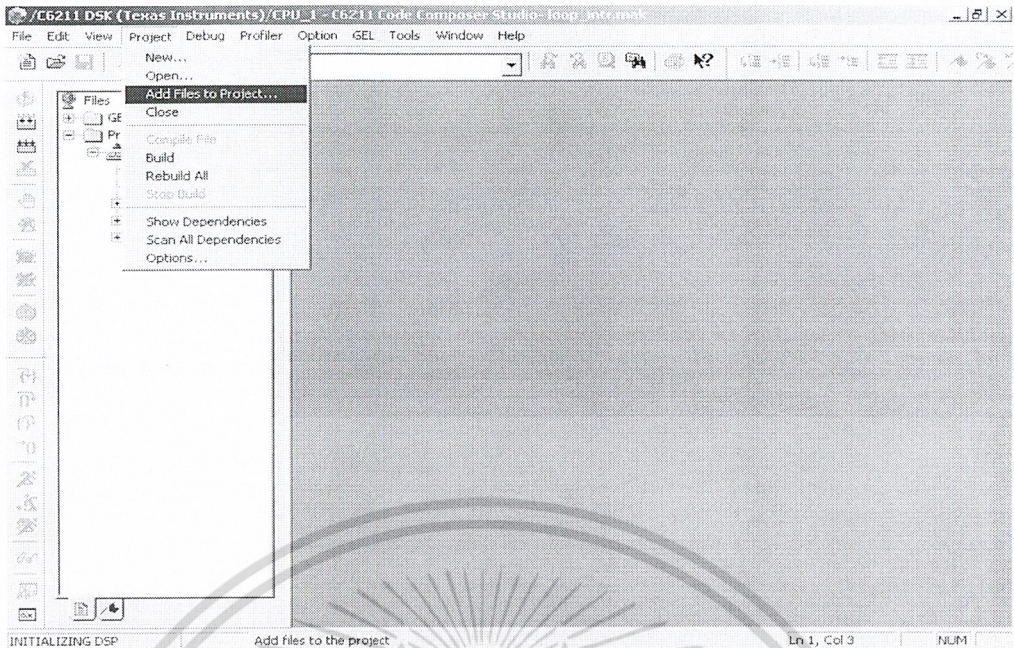 /C6211 DSK (Texas Instruments)/CPU_1 - C6211 Code Composer Studio- loop_intr.mak
File Edit View Project Debug Profiler Option GEL Tools Window Help
New...
Open...
Add Files to Project...
Close
Compile File
Build
Rebuild All
Stop Build
Show Dependencies
Scan All Dependencies
Options...
Files
GE
Pr
INITIALIZING DSP Add files to the project Ln 1, Col 3 NUM